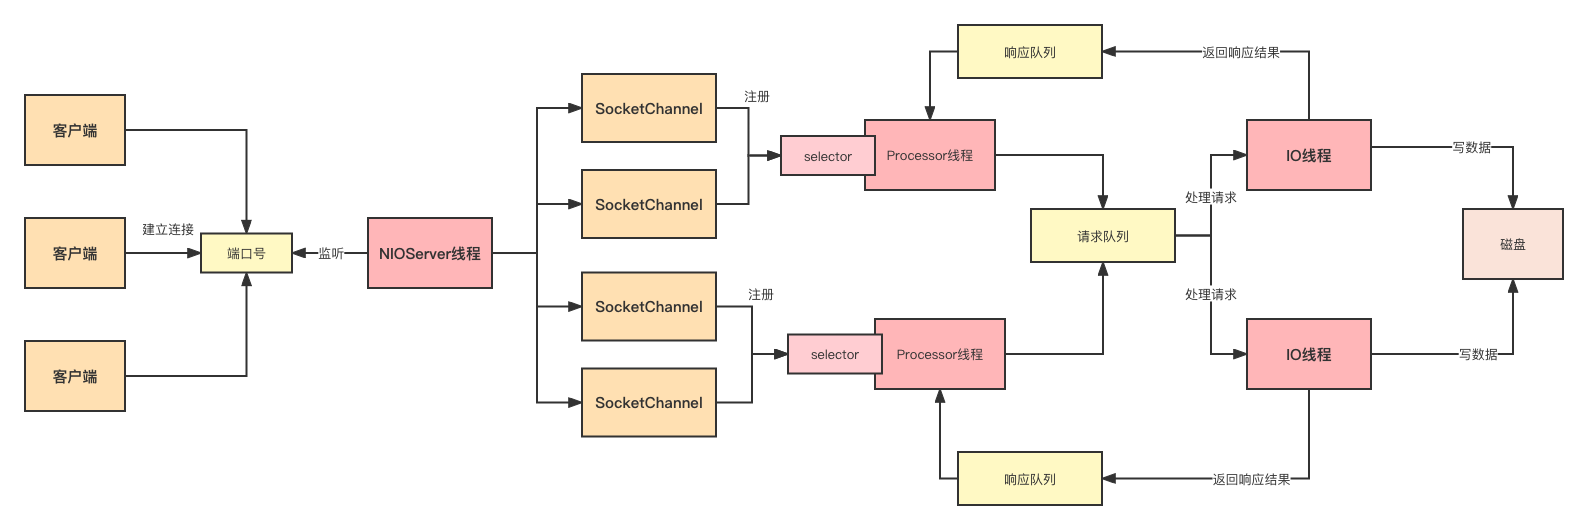 客户端
客户端
客户端
建立连接
端口号
监听
NIOServer线程
SocketChannel
SocketChannel
SocketChannel
SocketChannel
注册
注册
selector
Processor线程
selector
Processor线程
响应队列
请求队列
响应队列
返回响应结果
处理请求
处理请求
返回响应结果
IO线程
IO线程
写数据
写数据
磁盘